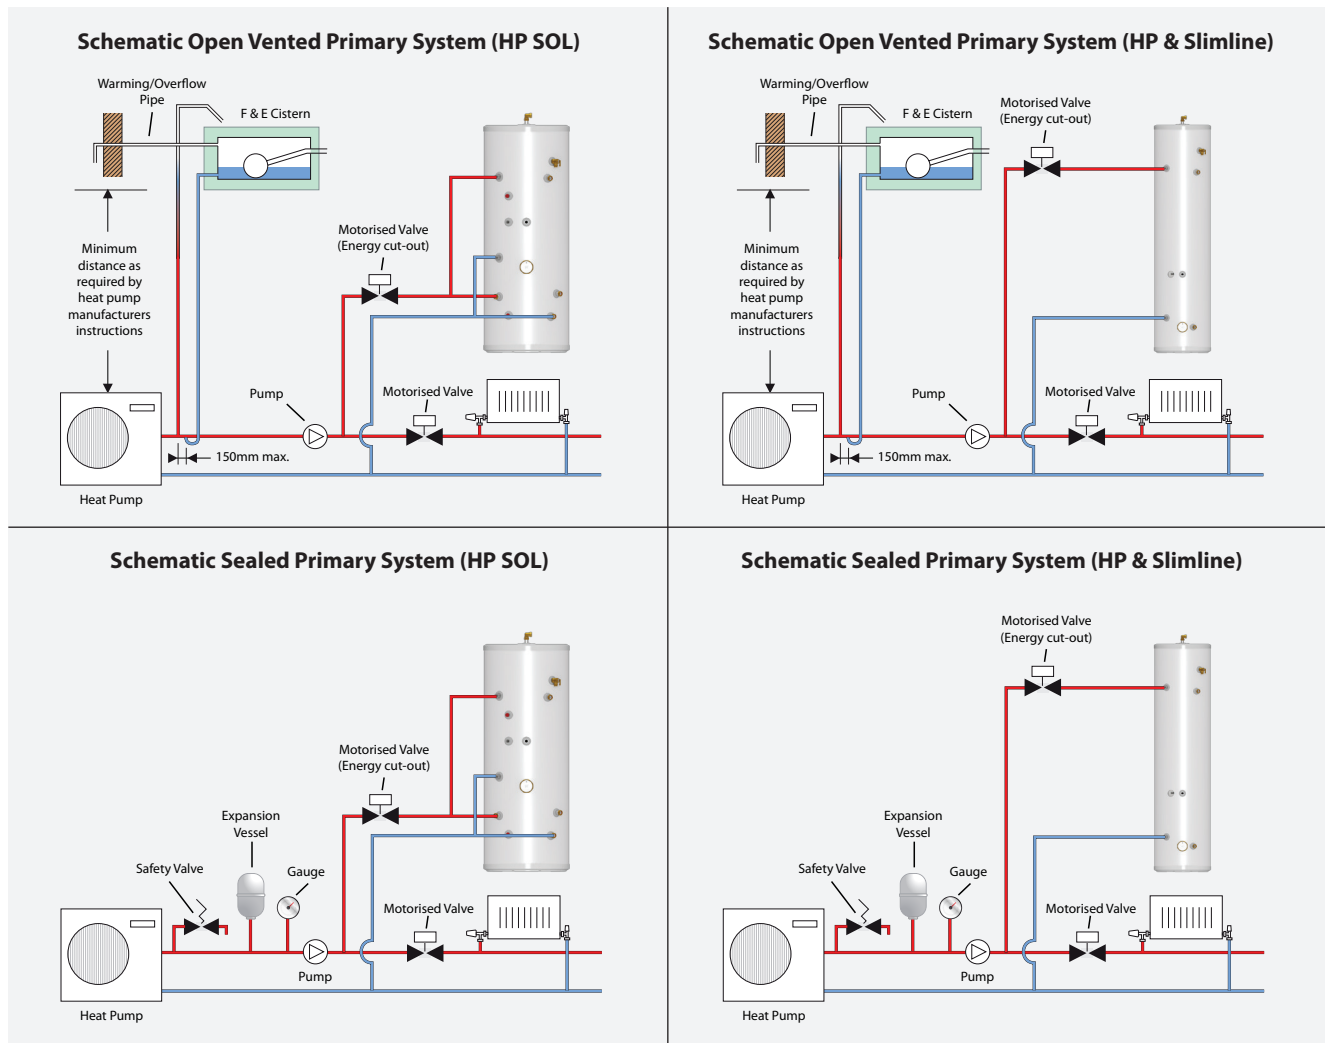 Schematic Open Vented Primary System (HP SOL)
Warming/Overflow
Pipe
F & E Cistern
Motorised Valve
(Energy cut-out)
Minimum
distance as
required by
heat pump
manufacturers
instructions
Pump
Motorised Valve
150mm max.
Heat Pump
Schematic Open Vented Primary System (HP & Slimline)
Warming/Overflow
Pipe
F & E Cistern
Motorised Valve
(Energy cut-out)
Minimum
distance as
required by
heat pump
manufacturers
instructions
Pump
Motorised Valve
150mm max.
Heat Pump
Schematic Sealed Primary System (HP SOL)
Motorised Valve
(Energy cut-out)
Expansion
Vessel
Safety Valve
Gauge
Motorised Valve
Pump
Heat Pump
Schematic Sealed Primary System (HP & Slimline)
Motorised Valve
(Energy cut-out)
Expansion
Vessel
Safety Valve
Gauge
Motorised Valve
Pump
Heat Pump